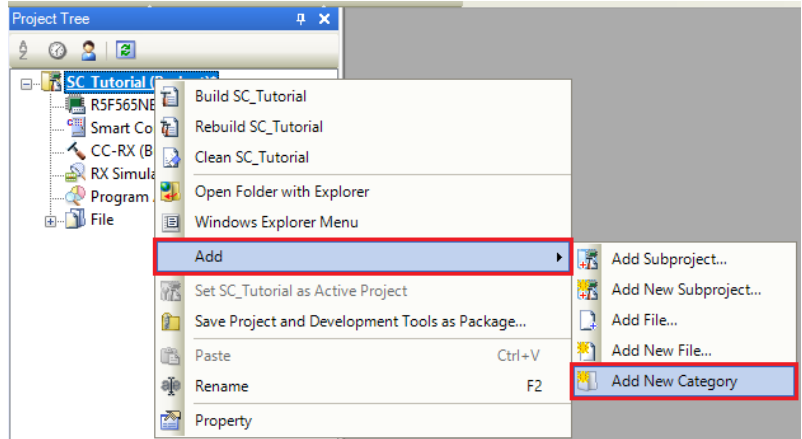 Project Tree
SC_Tutorial (Project)*
R5F565NE
Smart Co
CC-RX (B
RX Simula
Program
File
Build SC_Tutorial
Rebuild SC_Tutorial
Clean SC_Tutorial
Open Folder with Explorer
Windows Explorer Menu
Add
Set SC_Tutorial as Active Project
Save Project and Development Tools as Package...
Paste Ctrl+V
Rename F2
Property
Add Subproject...
Add New Subproject...
Add File...
Add New File...
Add New Category